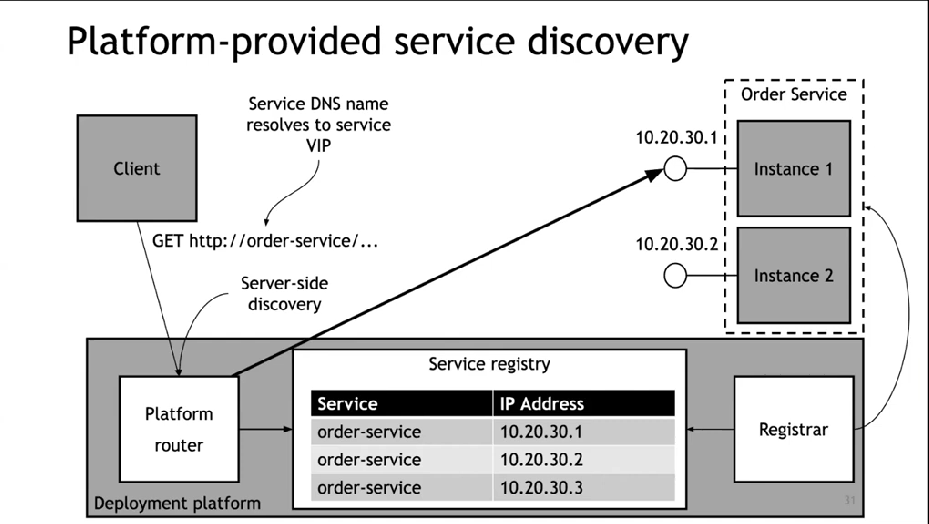 Platform-provided service discovery
Service DNS name
resolves to service
VIP
Client
GET http://order-service/...
Server-side
discovery
Order Service
10.20.30.1
Instance 1
10.20.30.2
Instance 2
Platform
router
Deployment platform
Service registry
Service IP Address
order-service 10.20.30.1
order-service 10.20.30.2
order-service 10.20.30.3
Registrar
31